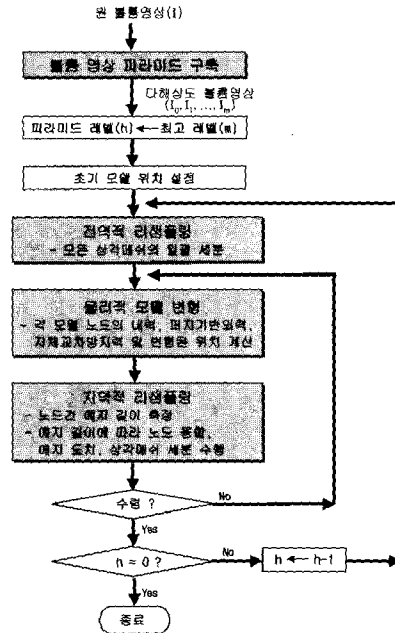 원 볼륨영상(I)
볼륨 영상 피라미드 구축
다해상도 볼륨영상
(I₀, I₁, ..., Iₘ)
피라미드 레벨(h) ← 최고 레벨(m)
초기 모델 위치 설정
전역적 리샘플링
- 모든 삼각매쉬의 일괄 세분
물리적 모델 변형
- 각 모델 노드의 내력, 퍼지기반외력,
자체교차방지력 및 변형된 위치 계산
지역적 리샘플링
- 노드간 에지 길이 측정
- 에지 길이에 따라 노드 통합,
에지 도치, 삼각매쉬 세분 수행
수렴 ?
No
Yes
h = 0 ?
No
h ← h-1
Yes
종료